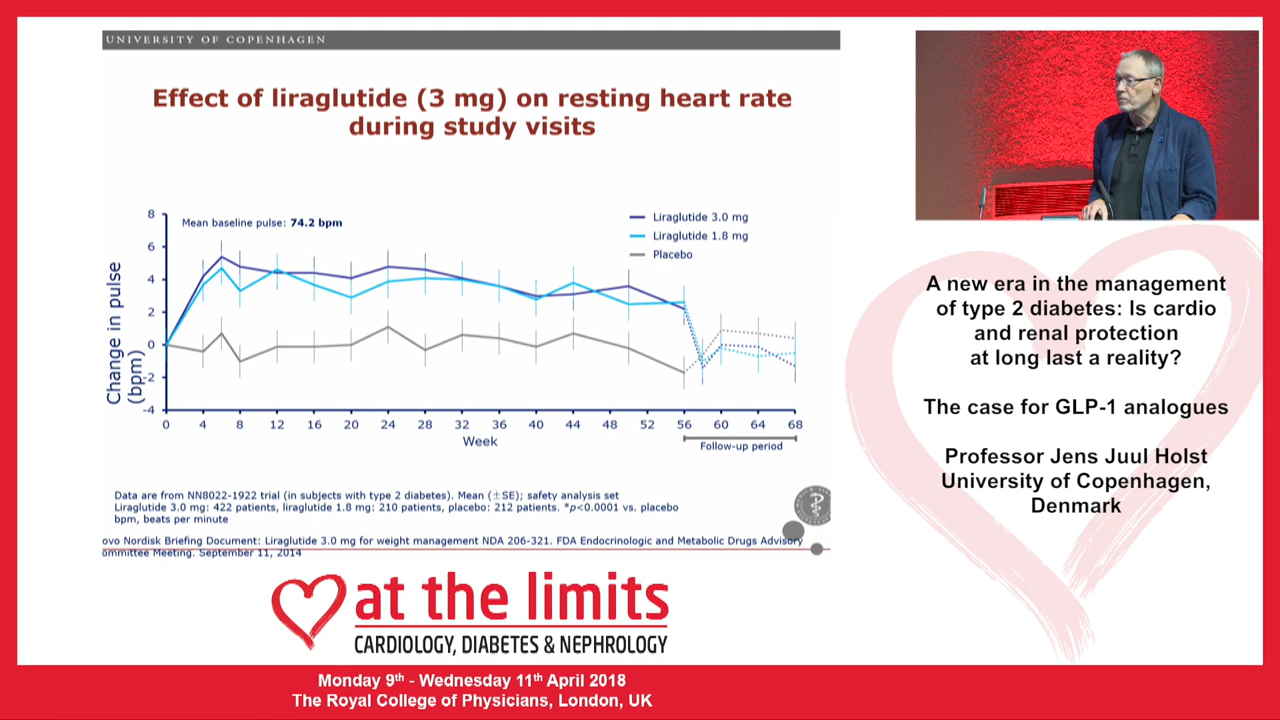 UNIVERSITY OF COPENHAGEN
Effect of liraglutide (3 mg) on resting heart rate
during study visits
Mean baseline pulse: 74.2 bpm
Liraglutide 3.0 mg
Liraglutide 1.8 mg
Placebo
Change in pulse
(bpm)
8
6
4
2
0
-2
-4
0 4 8 12 16 20 24 28 32 36 40 44 48 52 56 60 64 68
Week
Follow-up period
Data are from NN8022-1922 trial (in subjects with type 2 diabetes). Mean (±SE); safety analysis set
Liraglutide 3.0 mg: 422 patients, liraglutide 1.8 mg: 210 patients, placebo: 212 patients. *p<0.0001 vs. placebo
bpm, beats per minute
ovo Nordisk Briefing Document: Liraglutide 3.0 mg for weight management NDA 206-321. FDA Endocrinologic and Metabolic Drugs Advisory
ommittee Meeting. September 11, 2014
A new era in the management
of type 2 diabetes: Is cardio
and renal protection
at long last a reality?
The case for GLP-1 analogues
Professor Jens Juul Holst
University of Copenhagen,
Denmark
at the limits
CARDIOLOGY, DIABETES & NEPHROLOGY
Monday 9th - Wednesday 11th April 2018
The Royal College of Physicians, London, UK